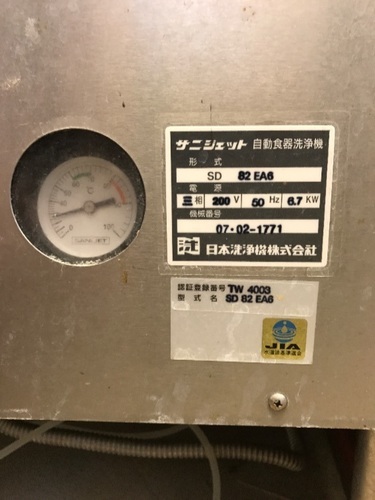 サニジェット 自動食器洗浄機
形式
SD 82 EA6
電源
三相 200 V 50 Hz 6.7 KW
機械番号
07-02-1771
日本洗浄機株式会社
認証登録番号 TW 4003
型式名 SD 82 EA6
JIA
℃
0
100
SANIJET